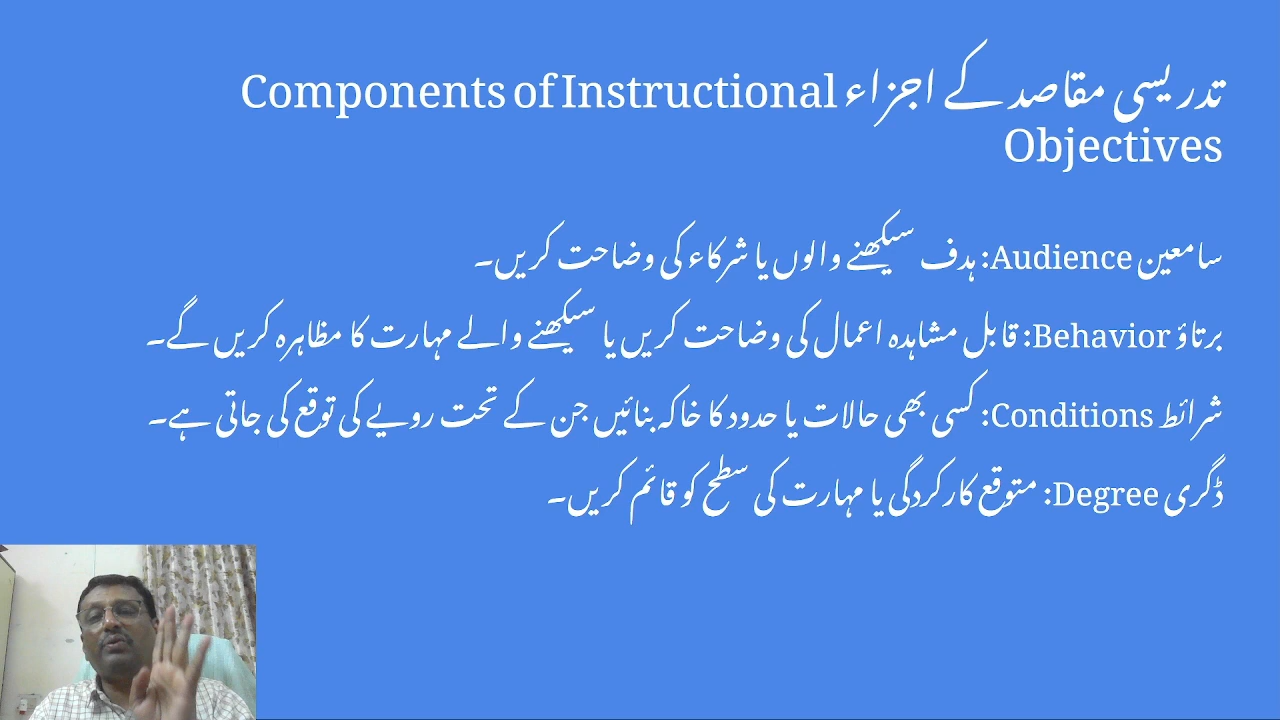 تدریسی مقاصد کے اجزاء Components of Instructional
Objectives
سامعین Audience: ہدف سیکھنے والوں یا شرکاء کی وضاحت کریں۔
برتاؤ Behavior: قابل مشاہدہ اعمال کی وضاحت کریں یا سیکھنے والے مہارت کا مظاہرہ کریں گے۔
شرائط Conditions: کسی بھی حالات یا حدود کا خاکہ بنائیں جن کے تحت رویے کی توقع کی جاتی ہے۔
ڈگری Degree: متوقع کارکردگی یا مہارت کی سطح کو قائم کریں۔